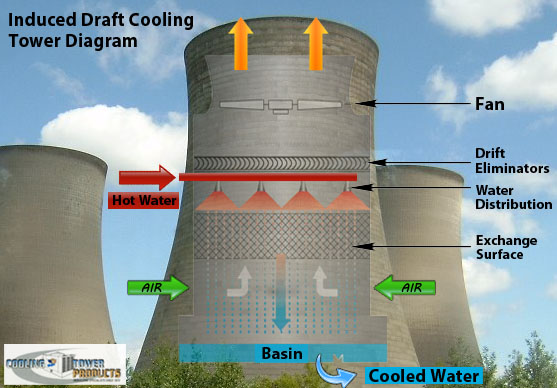 Induced Draft Cooling
Tower Diagram
Fan
Drift
Eliminators
Hot Water
Water
Distribution
Exchange
Surface
AIR
AIR
Basin
Cooled Water
COOLING TOWER
PRODUCTS